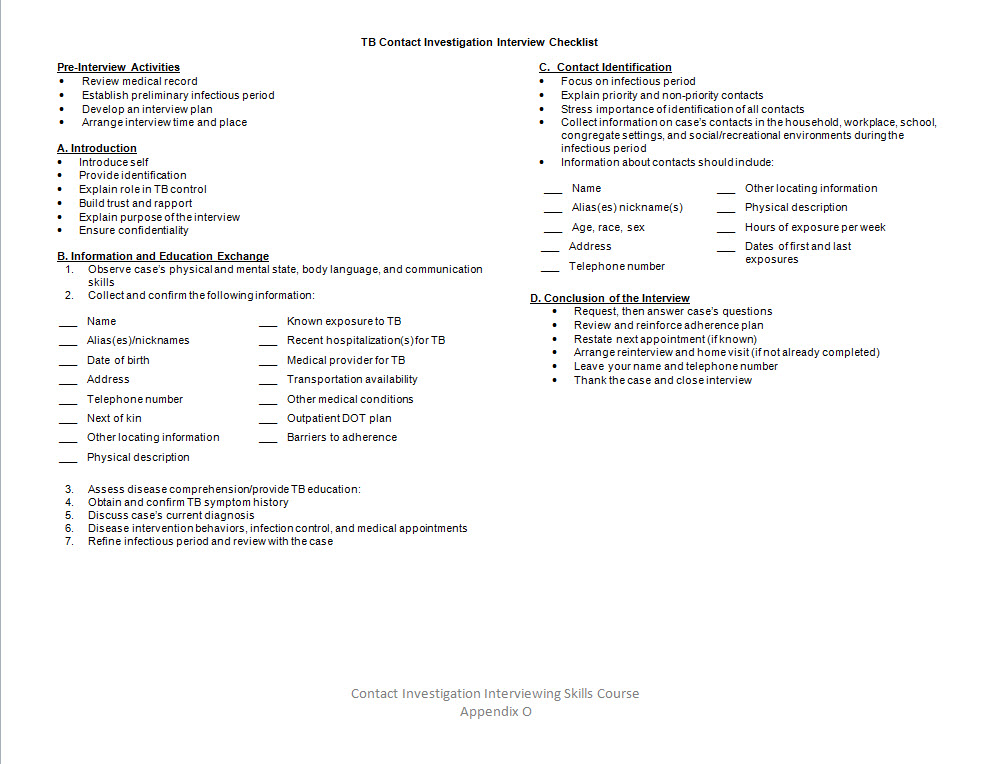 TB Contact Investigation Interview Checklist
Pre-Interview Activities
• Review medical record
• Establish preliminary infectious period
• Develop an interview plan
• Arrange interview time and place
A. Introduction
• Introduce self
• Provide identification
• Explain role in TB control
• Build trust and rapport
• Explain purpose of the interview
• Ensure confidentiality
B. Information and Education Exchange
1. Observe case's physical and mental state, body language, and communication
skills
2. Collect and confirm the following information:
___ Name
___ Alias(es)/nicknames
___ Date of birth
___ Address
___ Telephone number
___ Next of kin
___ Other locating information
___ Physical description
___ Known exposure to TB
___ Recent hospitalization(s) for TB
___ Medical provider for TB
___ Transportation availability
___ Other medical conditions
___ Outpatient DOT plan
___ Barriers to adherence
3. Assess disease comprehension/provide TB education:
4. Obtain and confirm TB symptom history
5. Discuss case's current diagnosis
6. Disease intervention behaviors, infection control, and medical appointments
7. Refine infectious period and review with the case
C. Contact Identification
• Focus on infectious period
• Explain priority and non-priority contacts
• Stress importance of identification of all contacts
• Collect information on case's contacts in the household, workplace, school,
congregate settings, and social/recreational environments during the
infectious period
• Information about contacts should include:
___ Name
___ Alias(es) nickname(s)
___ Age, race, sex
___ Address
___ Telephone number
___ Other locating information
___ Physical description
___ Hours of exposure per week
___ Dates of first and last
exposures
D. Conclusion of the Interview
• Request, then answer case's questions
• Review and reinforce adherence plan
• Restate next appointment (if known)
• Arrange reinterview and home visit (if not already completed)
• Leave your name and telephone number
• Thank the case and close interview
Contact Investigation Interviewing Skills Course
Appendix O